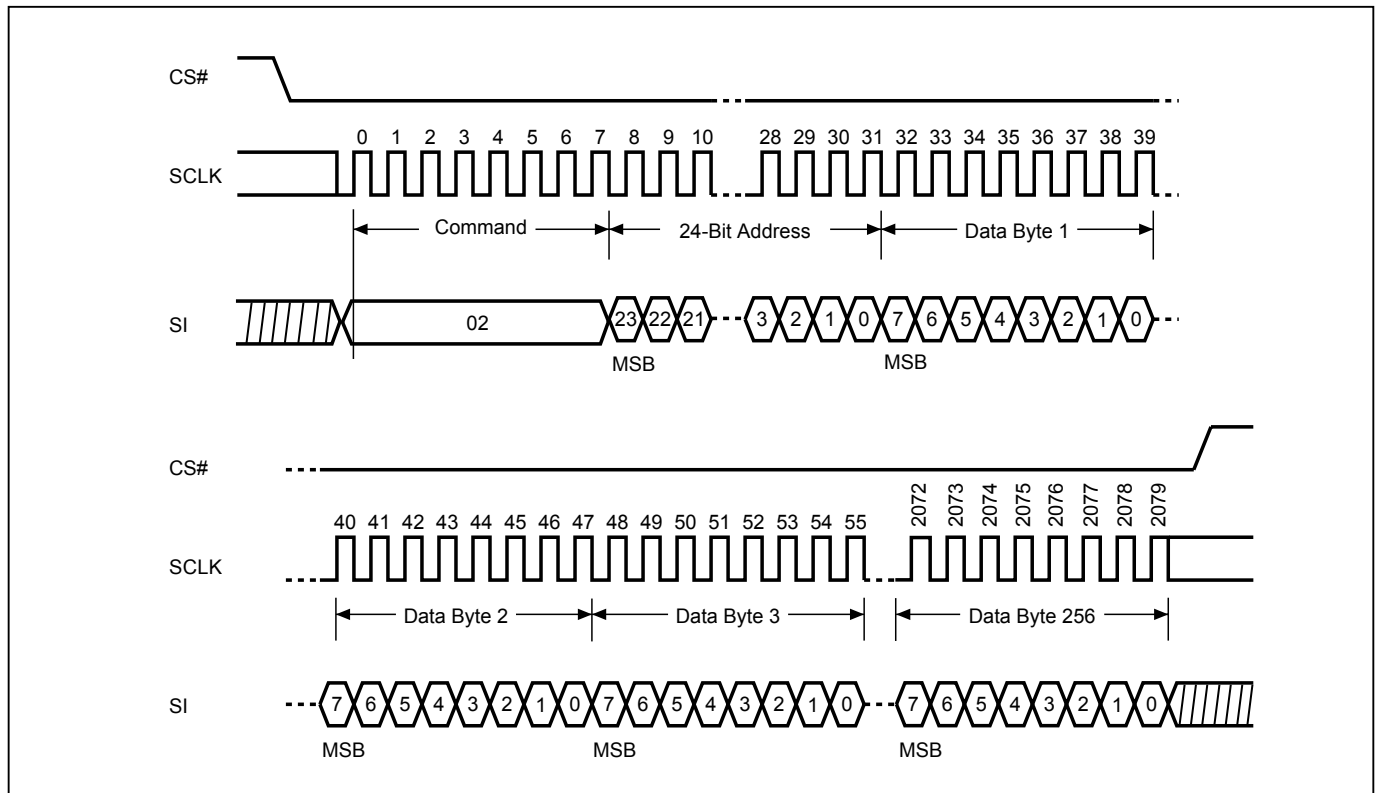 CS#
0 1 2 3 4 5 6 7 8 9 10 28 29 30 31 32 33 34 35 36 37 38 39
SCLK
Command 24-Bit Address Data Byte 1
SI 02 23 22 21 3 2 1 0 7 6 5 4 3 2 1 0
MSB MSB
CS#
2072 2073 2074 2075 2076 2077 2078 2079
40 41 42 43 44 45 46 47 48 49 50 51 52 53 54 55
SCLK
Data Byte 2 Data Byte 3 Data Byte 256
SI 7 6 5 4 3 2 1 0 7 6 5 4 3 2 1 0 7 6 5 4 3 2 1 0
MSB MSB MSB